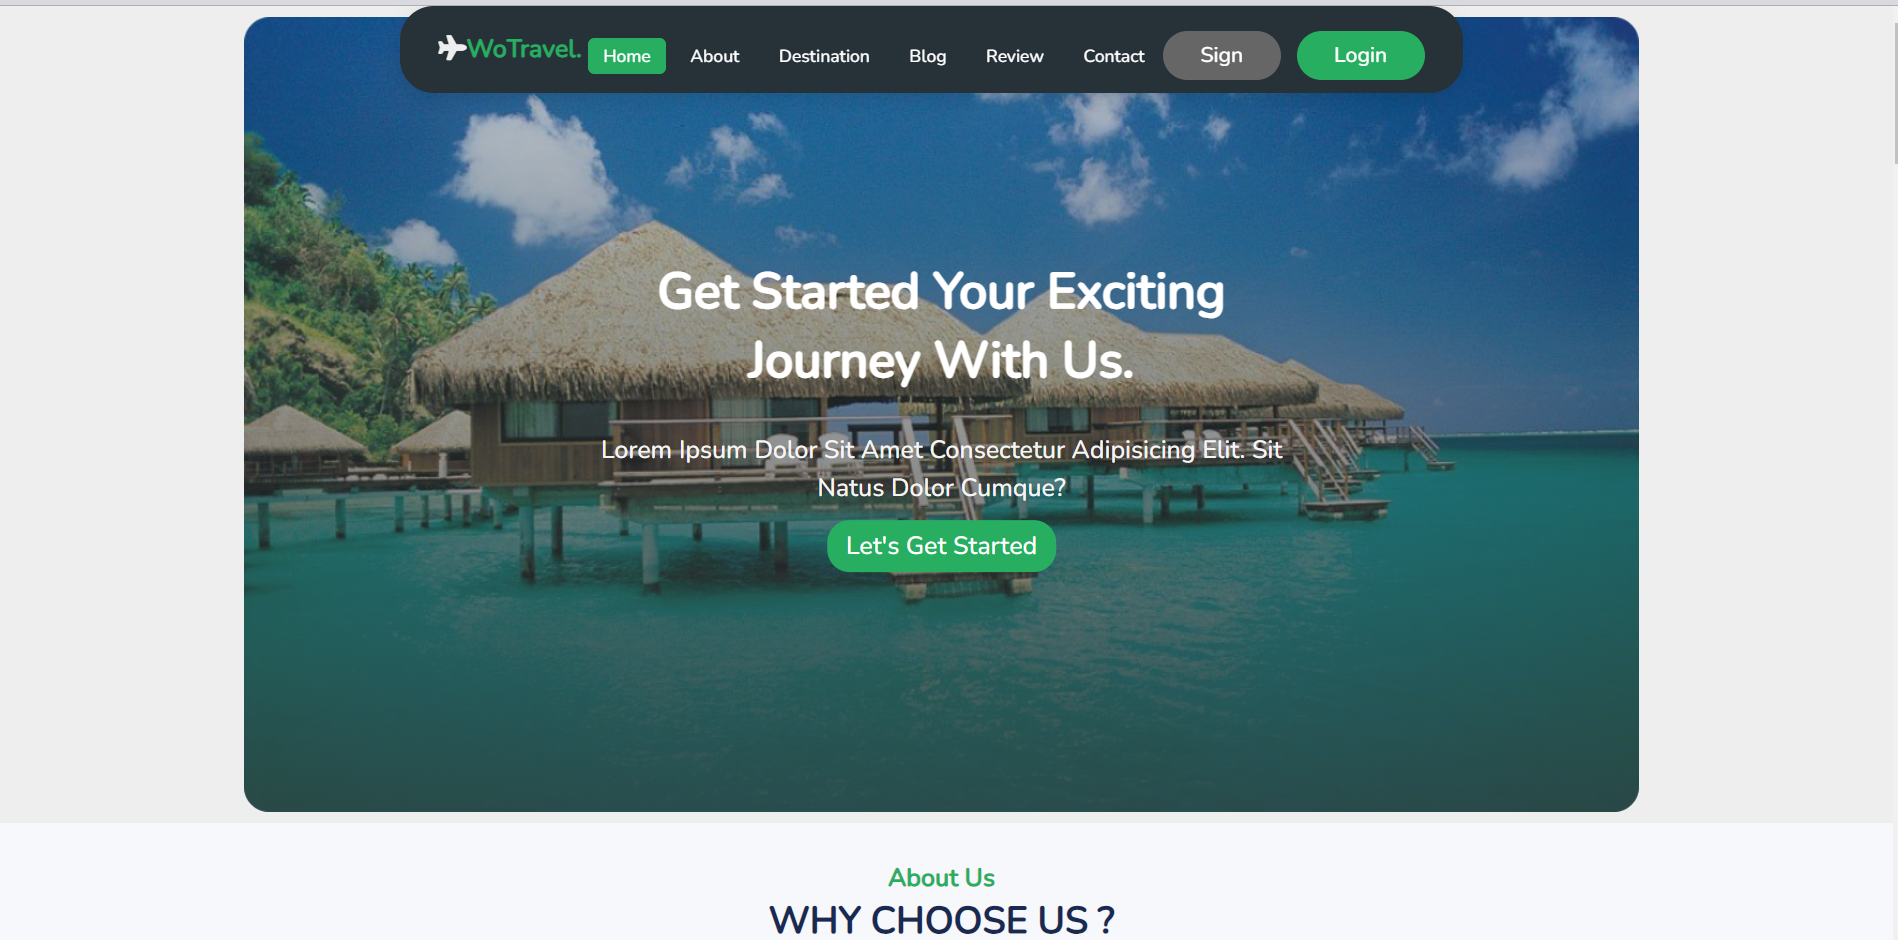 WoTravel. Home About Destination Blog Review Contact Sign Login
Get Started Your Exciting
Journey With Us.
Lorem Ipsum Dolor Sit Amet Consectetur Adipisicing Elit. Sit
Natus Dolor Cumque?
Let's Get Started
About Us
WHY CHOOSE US ?